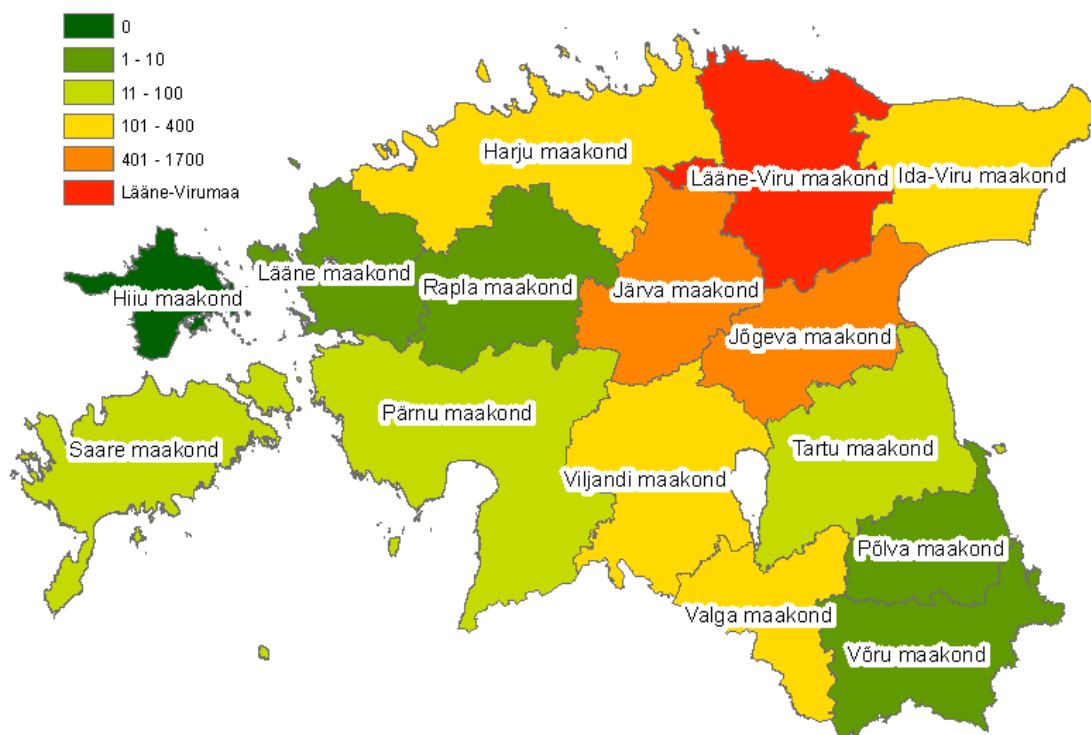 0
1 - 10
11 - 100
101 - 400
401 - 1700
Lääne-Virumaa
Harju maakond
Lääne-Viru maakond
Ida-Viru maakond
Lääne maakond
Rapla maakond
Järva maakond
Hiiu maakond
Jõgeva maakond
Pärnu maakond
Saare maakond
Tartu maakond
Viljandi maakond
Põlva maakond
Valga maakond
Võru maakond